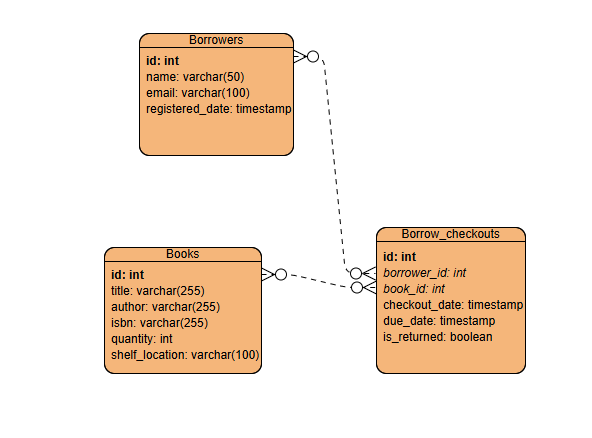 Borrowers
id: int
name: varchar(50)
email: varchar(100)
registered_date: timestamp
Books
id: int
title: varchar(255)
author: varchar(255)
isbn: varchar(255)
quantity: int
shelf_location: varchar(100)
Borrow_checkouts
id: int
borrower_id: int
book_id: int
checkout_date: timestamp
due_date: timestamp
is_returned: boolean